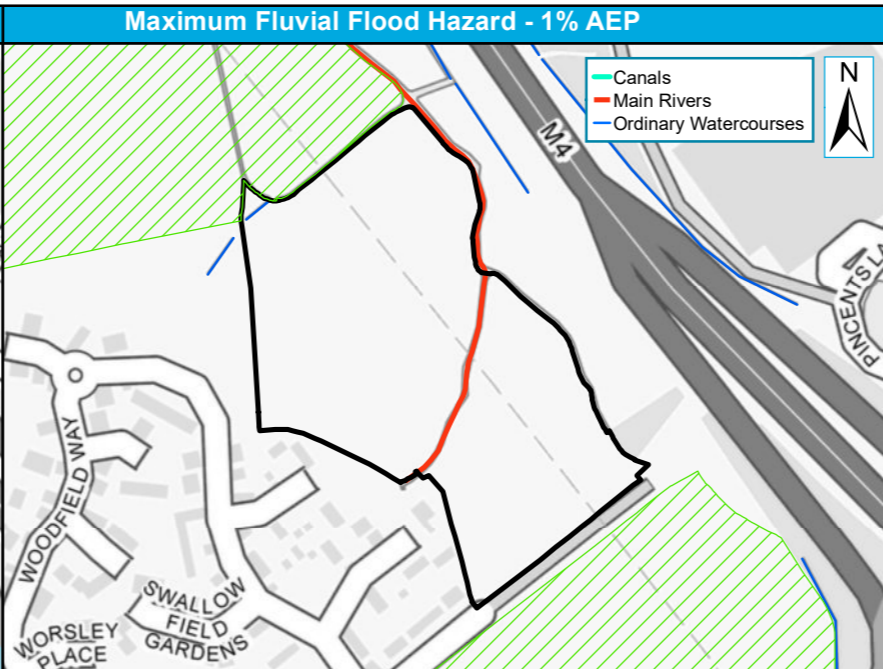 Maximum Fluvial Flood Hazard - 1% AEP
Canals
Main Rivers
Ordinary Watercourses
N
M4
PINCENTS LA
WOODFIELD WAY
SWALLOW
FIELD
GARDENS
WORSLEY
PLACE